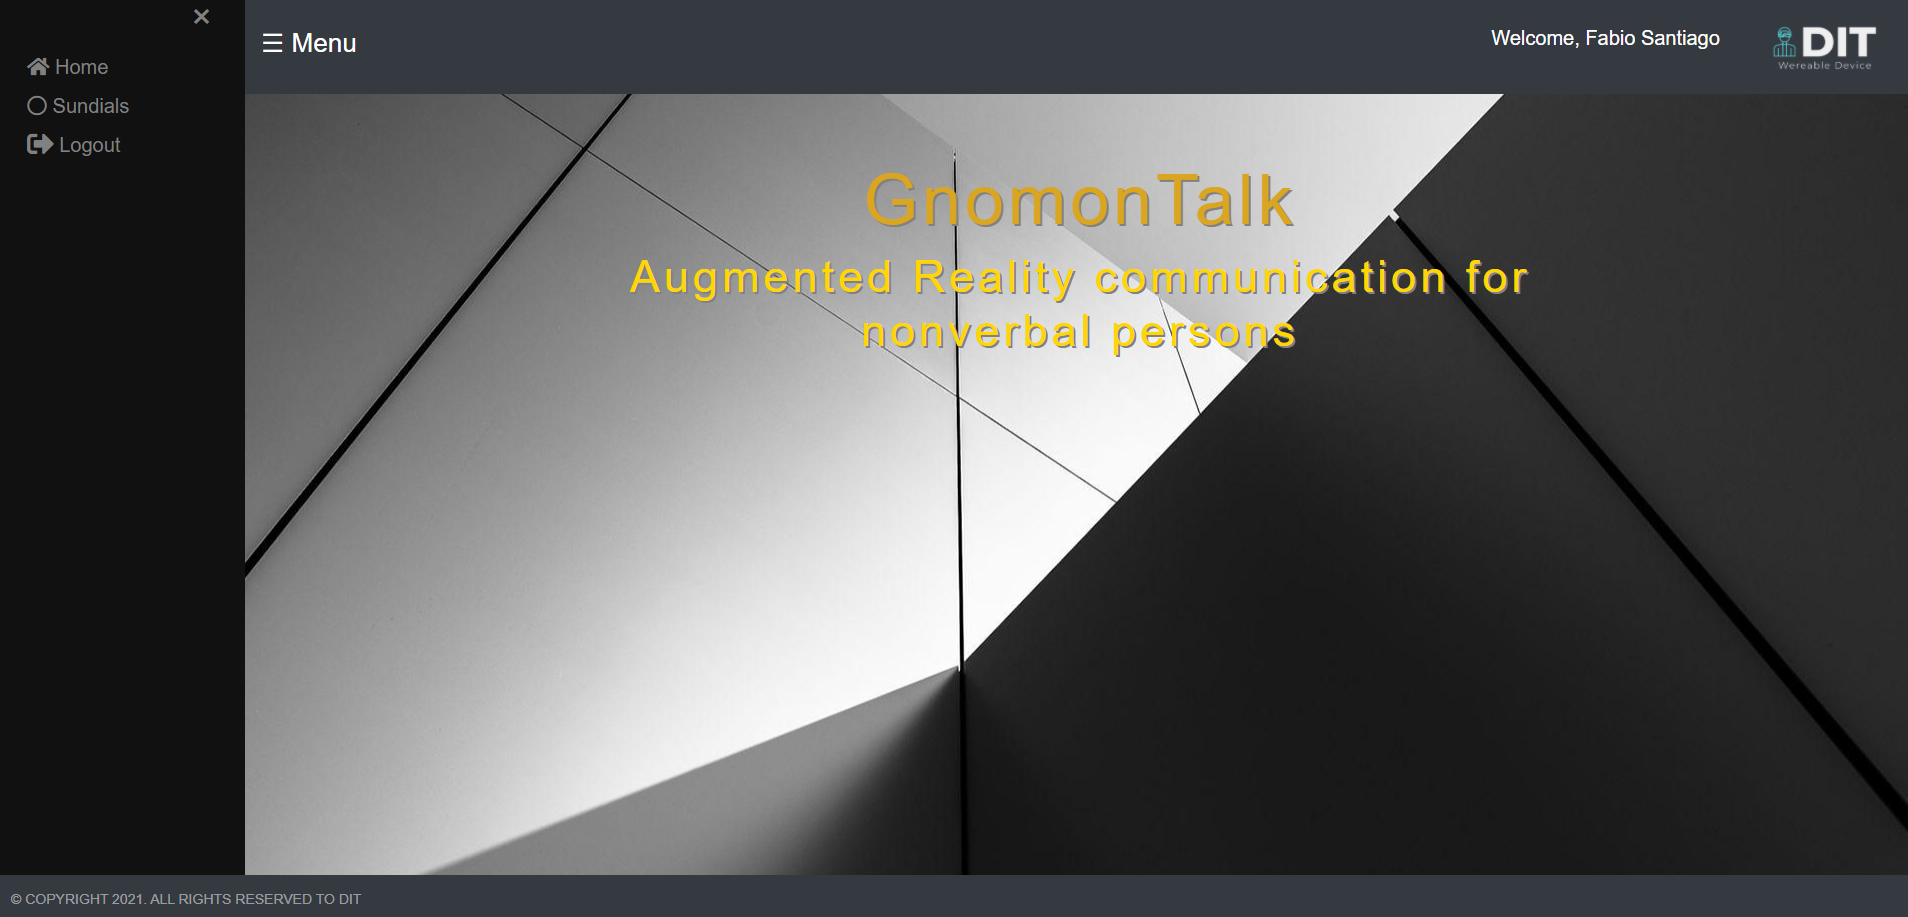 ×
Home
Sundials
Logout
☰ Menu
Welcome, Fabio Santiago
DIT
Wereable Device
GnomonTalk
Augmented Reality communication for
nonverbal persons
© COPYRIGHT 2021. ALL RIGHTS RESERVED TO DIT